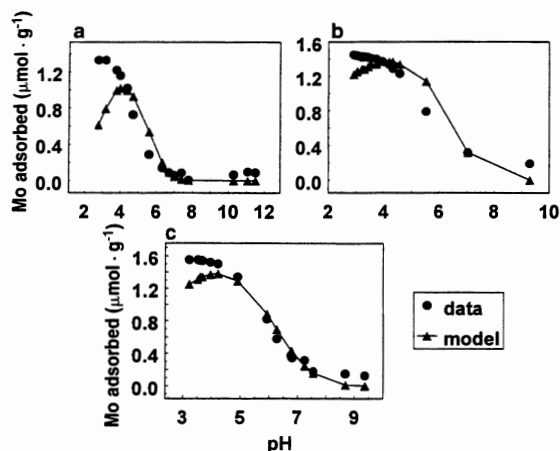 a
Mo adsorbed (μmol · g⁻¹)
1.2
0.8
0.4
0.0
2 4 6 8 10 12
b
1.6
1.2
0.8
0.4
0.0
2 4 6 8 10
c
Mo adsorbed (μmol · g⁻¹)
1.6
1.2
0.8
0.4
0.0
3 5 7 9
pH
data
model